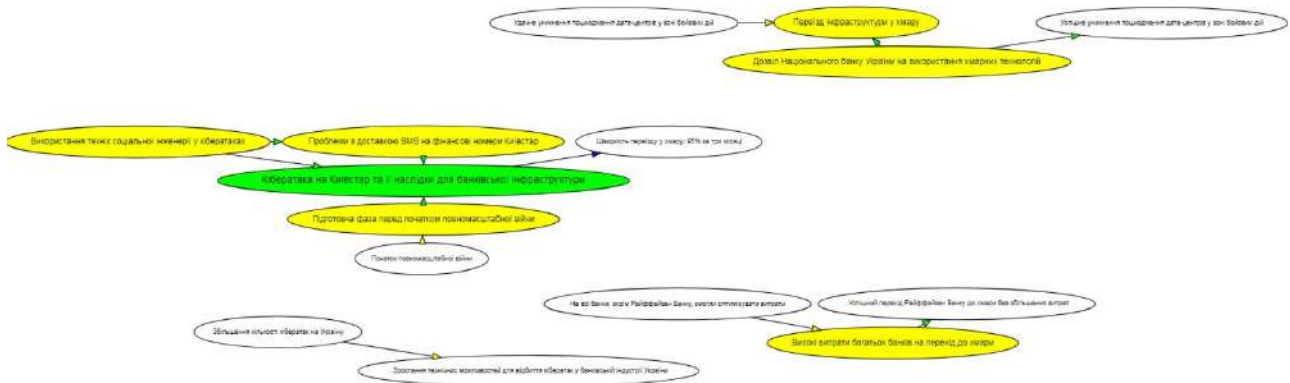 Вдале уникнення пошкодження дата-центрів у зоні бойових дій
Переїзд інфраструктури у хмару
Успішне уникнення пошкодження дата-центрів у зоні бойових дій
Дозвіл Національного банку України на використання хмарних технологій
Використання технік соціальної інженерії у кібератаках
Проблеми з доставкою SMS на фінансові номери Київстар
Швидкість переїзду у хмару: 95% за три місяці
Кібератака на Київстар та її наслідки для банківської інфраструктури
Підготовча фаза перед початком повномасштабної війни
Початок повномасштабної війни
Не всі банки, окрім Райффайзен Банку, змогли оптимізувати витрати
Успішний перехід Райффайзен Банку до хмари без збільшення витрат
Збільшення кількості кібератак на Україну
Високі витрати багатьох банків на перехід до хмари
Зростання технічних можливостей для відбиття кібератак у банківській індустрії України